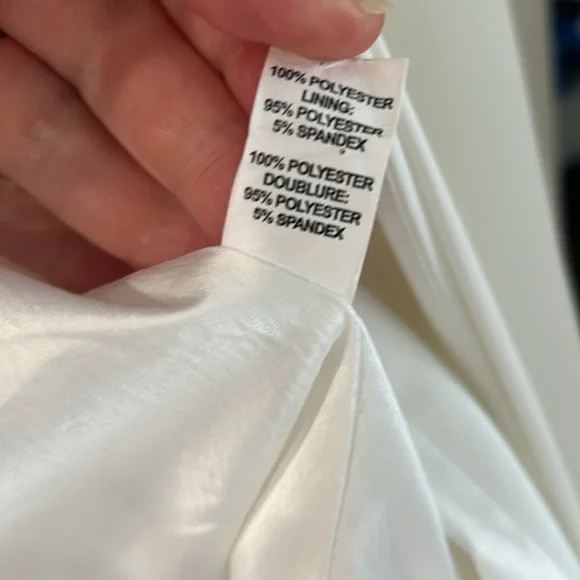 100% POLYESTER
LINING:
95% POLYESTER
5% SPANDEX
100% POLYESTER
DOUBLURE:
95% POLYESTER
5% SPANDEX